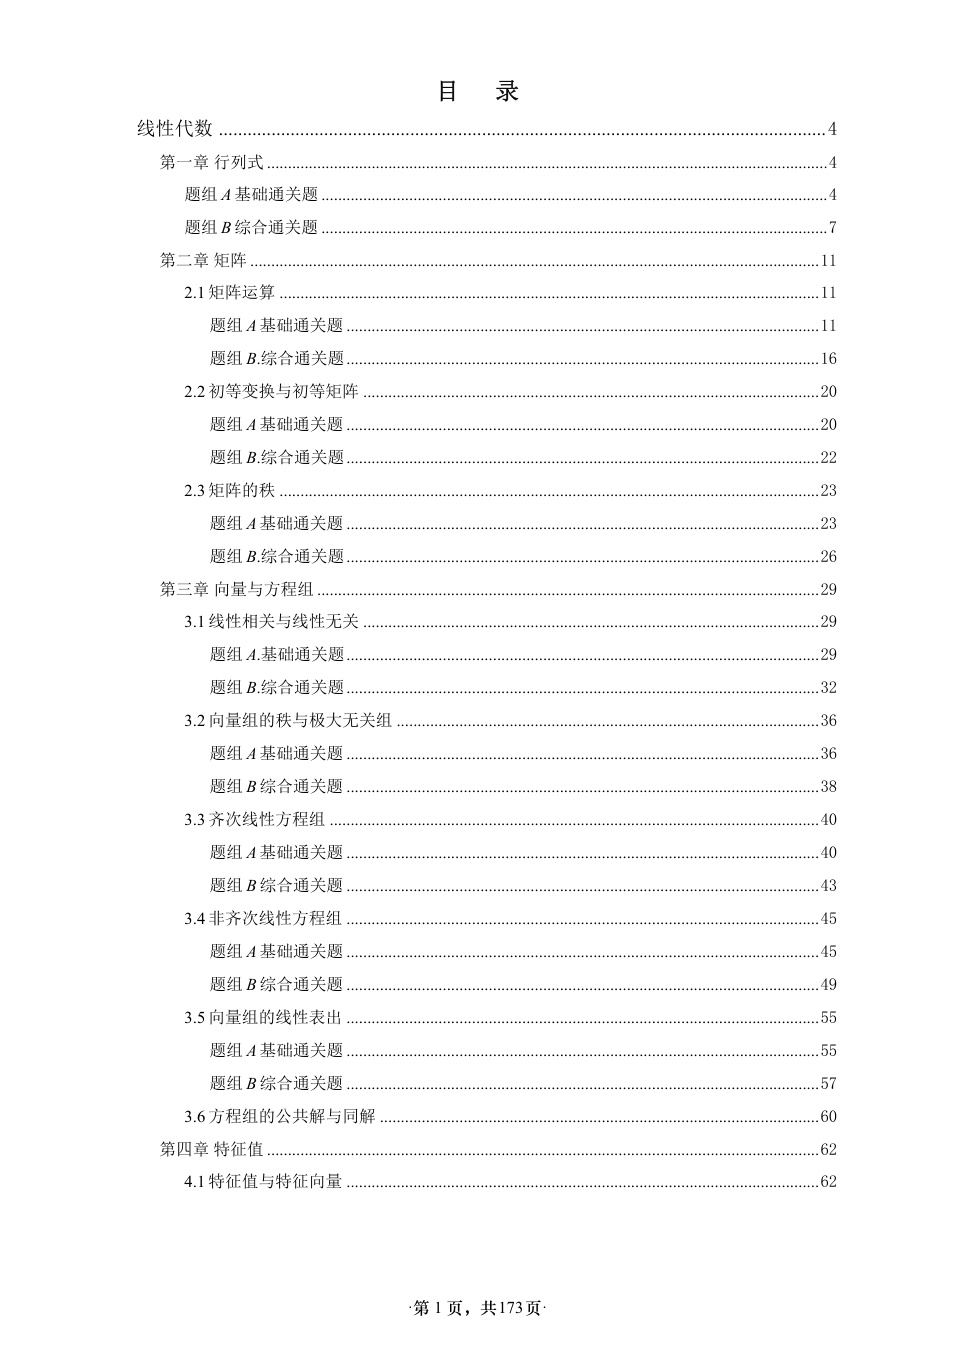 目 录
线性代数 ........ 4
第一章 行列式 ........ 4
题组 A 基础通关题 ........ 4
题组 B 综合通关题 ........ 7
第二章 矩阵 ........ 11
2.1 矩阵运算 ........ 11
题组 A 基础通关题 ........ 11
题组 B.综合通关题 ........ 16
2.2 初等变换与初等矩阵 ........ 20
题组 A 基础通关题 ........ 20
题组 B.综合通关题 ........ 22
2.3 矩阵的秩 ........ 23
题组 A 基础通关题 ........ 23
题组 B.综合通关题 ........ 26
第三章 向量与方程组 ........ 29
3.1 线性相关与线性无关 ........ 29
题组 A.基础通关题 ........ 29
题组 B.综合通关题 ........ 32
3.2 向量组的秩与极大无关组 ........ 36
题组 A 基础通关题 ........ 36
题组 B 综合通关题 ........ 38
3.3 齐次线性方程组 ........ 40
题组 A 基础通关题 ........ 40
题组 B 综合通关题 ........ 43
3.4 非齐次线性方程组 ........ 45
题组 A 基础通关题 ........ 45
题组 B 综合通关题 ........ 49
3.5 向量组的线性表出 ........ 55
题组 A 基础通关题 ........ 55
题组 B 综合通关题 ........ 57
3.6 方程组的公共解与同解 ........ 60
第四章 特征值 ........ 62
4.1 特征值与特征向量 ........ 62
·第 1 页，共173页·